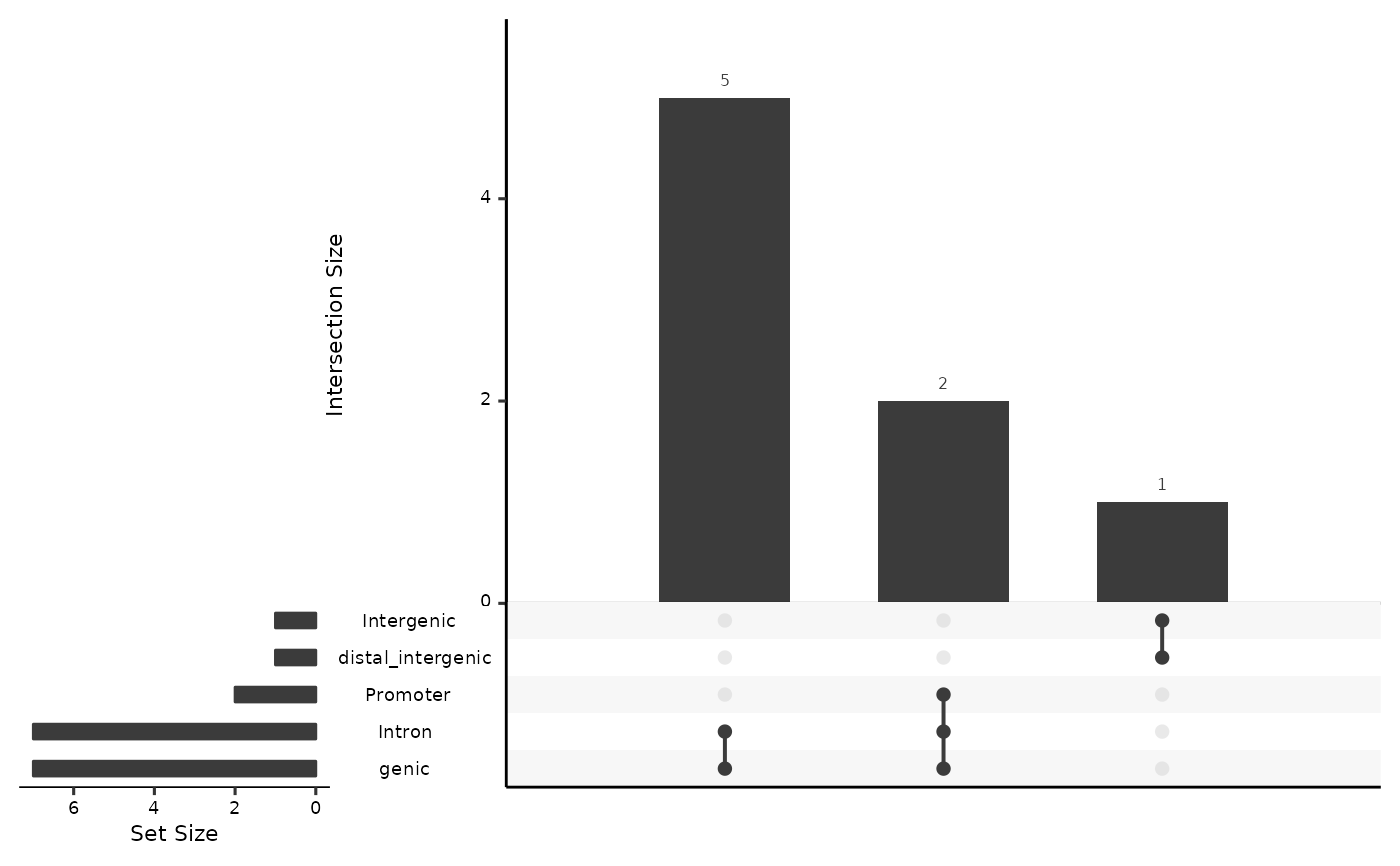 5
4
Intersection Size
2
2
1
0
Intergenic
distal_intergenic
Promoter
Intron
genic
6 4 2 0
Set Size